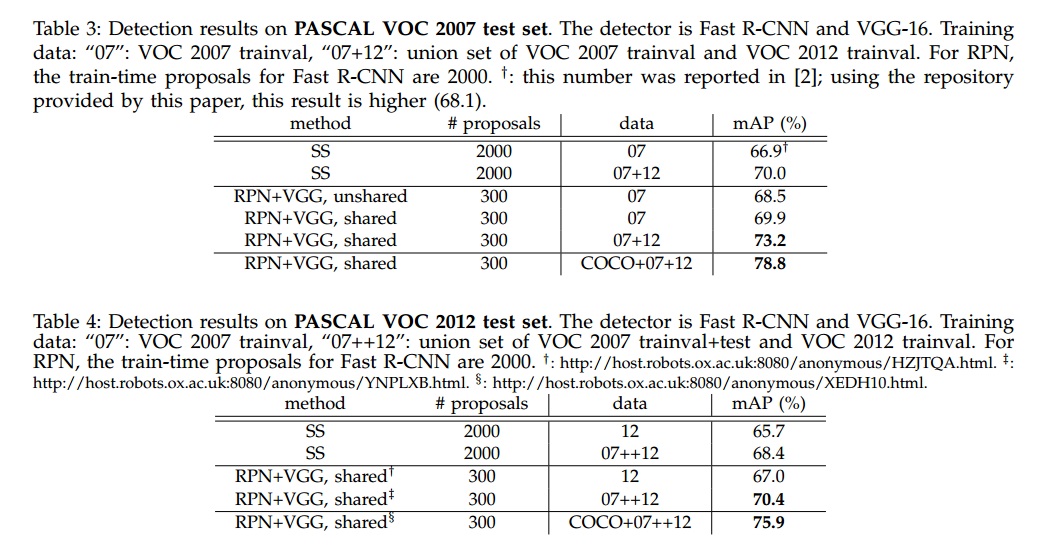 Table 3: Detection results on PASCAL VOC 2007 test set. The detector is Fast R-CNN and VGG-16. Training
data: “07”: VOC 2007 trainval, “07+12”: union set of VOC 2007 trainval and VOC 2012 trainval. For RPN,
the train-time proposals for Fast R-CNN are 2000. †: this number was reported in [2]; using the repository
provided by this paper, this result is higher (68.1).
method # proposals data mAP (%)
SS 2000 07 66.9†
SS 2000 07+12 70.0
RPN+VGG, unshared 300 07 68.5
RPN+VGG, shared 300 07 69.9
RPN+VGG, shared 300 07+12 73.2
RPN+VGG, shared 300 COCO+07+12 78.8
Table 4: Detection results on PASCAL VOC 2012 test set. The detector is Fast R-CNN and VGG-16. Training
data: “07”: VOC 2007 trainval, “07++12”: union set of VOC 2007 trainval+test and VOC 2012 trainval. For
RPN, the train-time proposals for Fast R-CNN are 2000. †: http://host.robots.ox.ac.uk:8080/anonymous/HZJTQA.html. ‡:
http://host.robots.ox.ac.uk:8080/anonymous/YNPLXB.html. §: http://host.robots.ox.ac.uk:8080/anonymous/XEDH10.html.
method # proposals data mAP (%)
SS 2000 12 65.7
SS 2000 07++12 68.4
RPN+VGG, shared† 300 12 67.0
RPN+VGG, shared‡ 300 07++12 70.4
RPN+VGG, shared§ 300 COCO+07++12 75.9